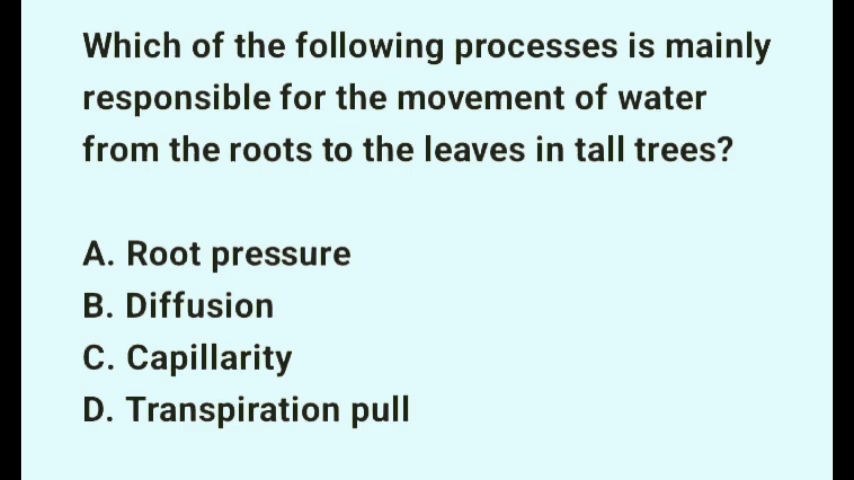 Which of the following processes is mainly
responsible for the movement of water
from the roots to the leaves in tall trees?
A. Root pressure
B. Diffusion
C. Capillarity
D. Transpiration pull